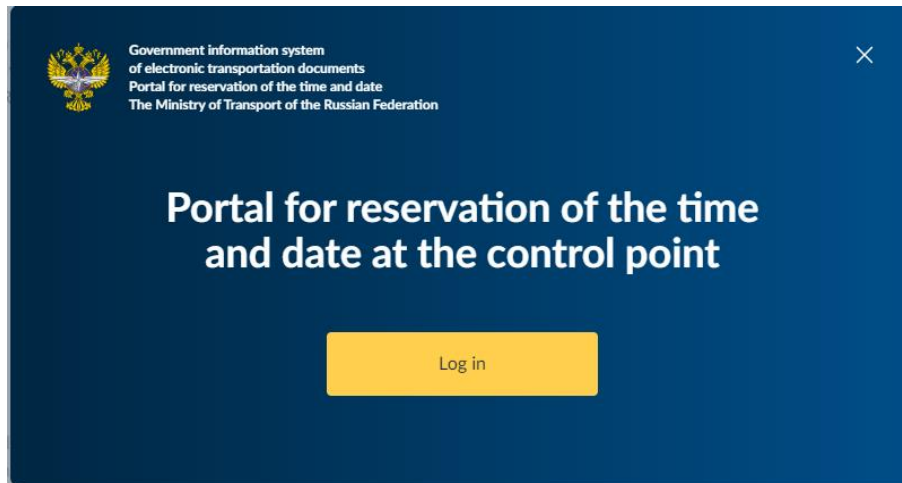 Government information system
of electronic transportation documents
Portal for reservation of the time and date
The Ministry of Transport of the Russian Federation
Portal for reservation of the time
and date at the control point
Log in